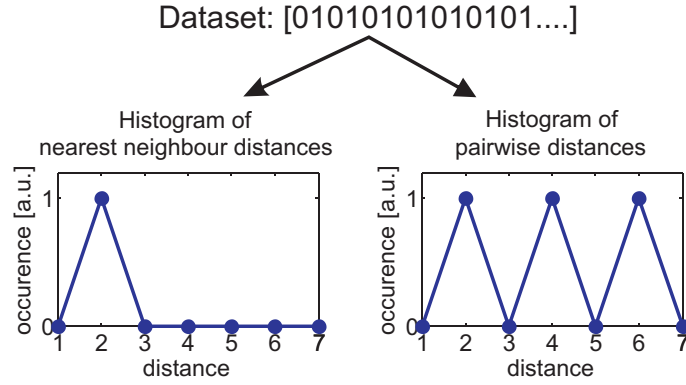 Dataset: [01010101010101....]
Histogram of
nearest neighbour distances
occurence [a.u.]
1
0
1 2 3 4 5 6 7
distance
Histogram of
pairwise distances
occurence [a.u.]
1
0
1 2 3 4 5 6 7
distance